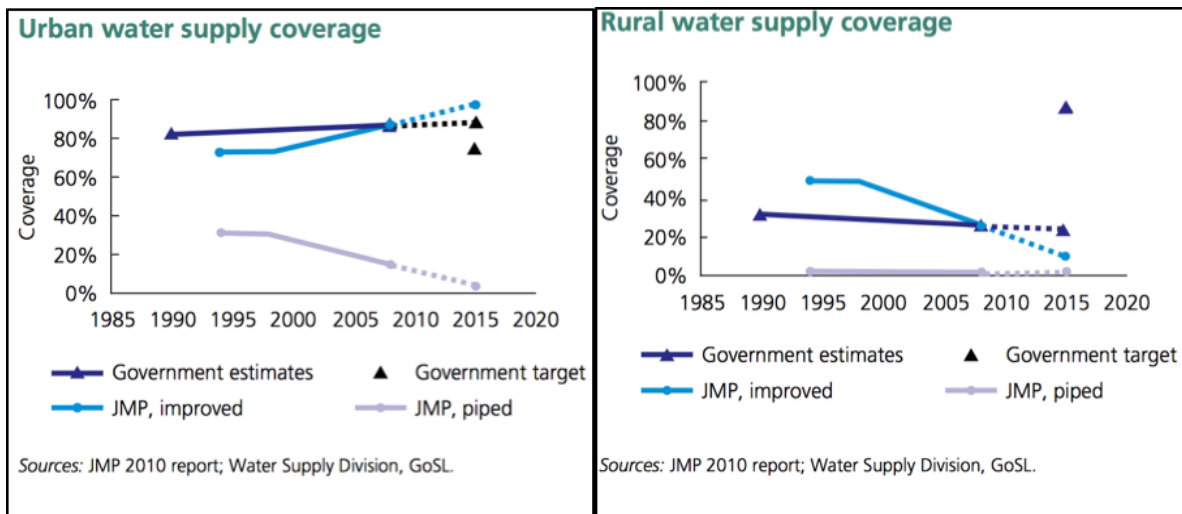 Urban water supply coverage
Coverage
100%
80%
60%
40%
20%
0%
1985 1990 1995 2000 2005 2010 2015 2020
Government estimates Government target
JMP, improved JMP, piped
Sources: JMP 2010 report; Water Supply Division, GoSL.
Rural water supply coverage
Coverage
100%
80%
60%
40%
20%
0%
1985 1990 1995 2000 2005 2010 2015 2020
Government estimates Government target
JMP, improved JMP, piped
Sources: JMP 2010 report; Water Supply Division, GoSL.